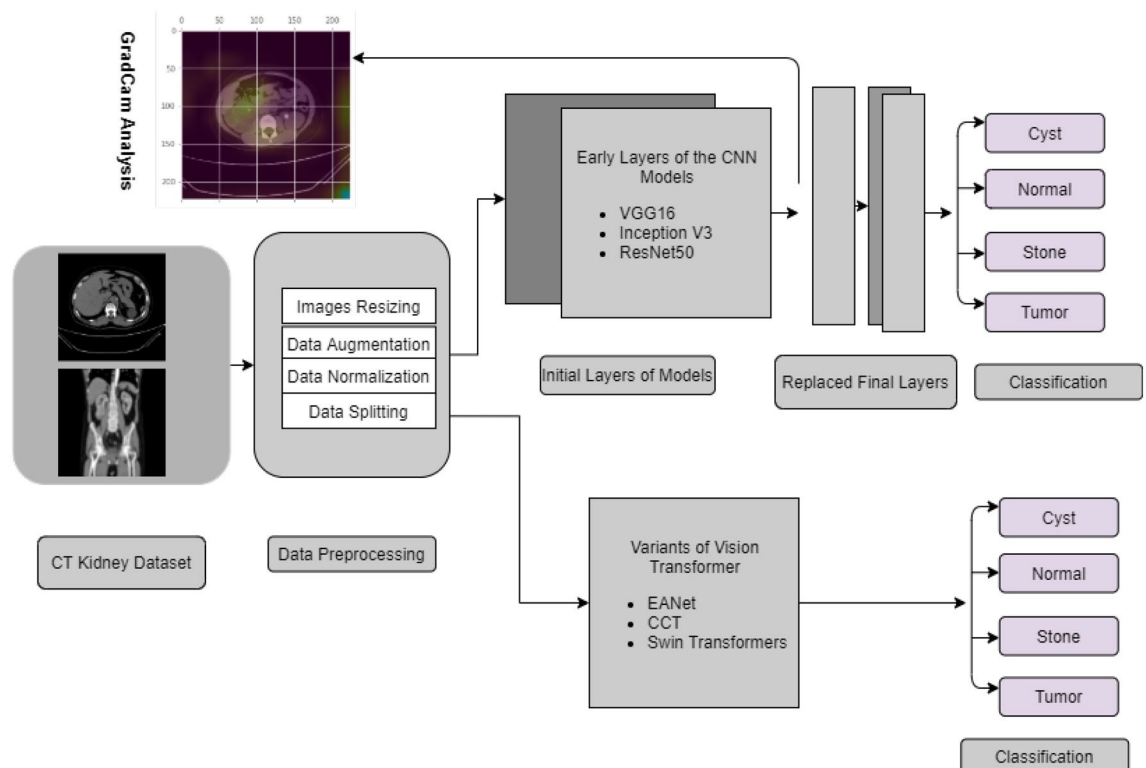 0 50 100 150 200
0
50
100
150
200
GradCam Analysis
Early Layers of the CNN
Models
• VGG16
• Inception V3
• ResNet50
Cyst
Normal
Stone
Tumor
Images Resizing
Data Augmentation
Data Normalization
Data Splitting
Initial Layers of Models
Replaced Final Layers
Classification
CT Kidney Dataset
Data Preprocessing
Variants of Vision
Transformer
• EANet
• CCT
• Swin Transformers
Cyst
Normal
Stone
Tumor
Classification